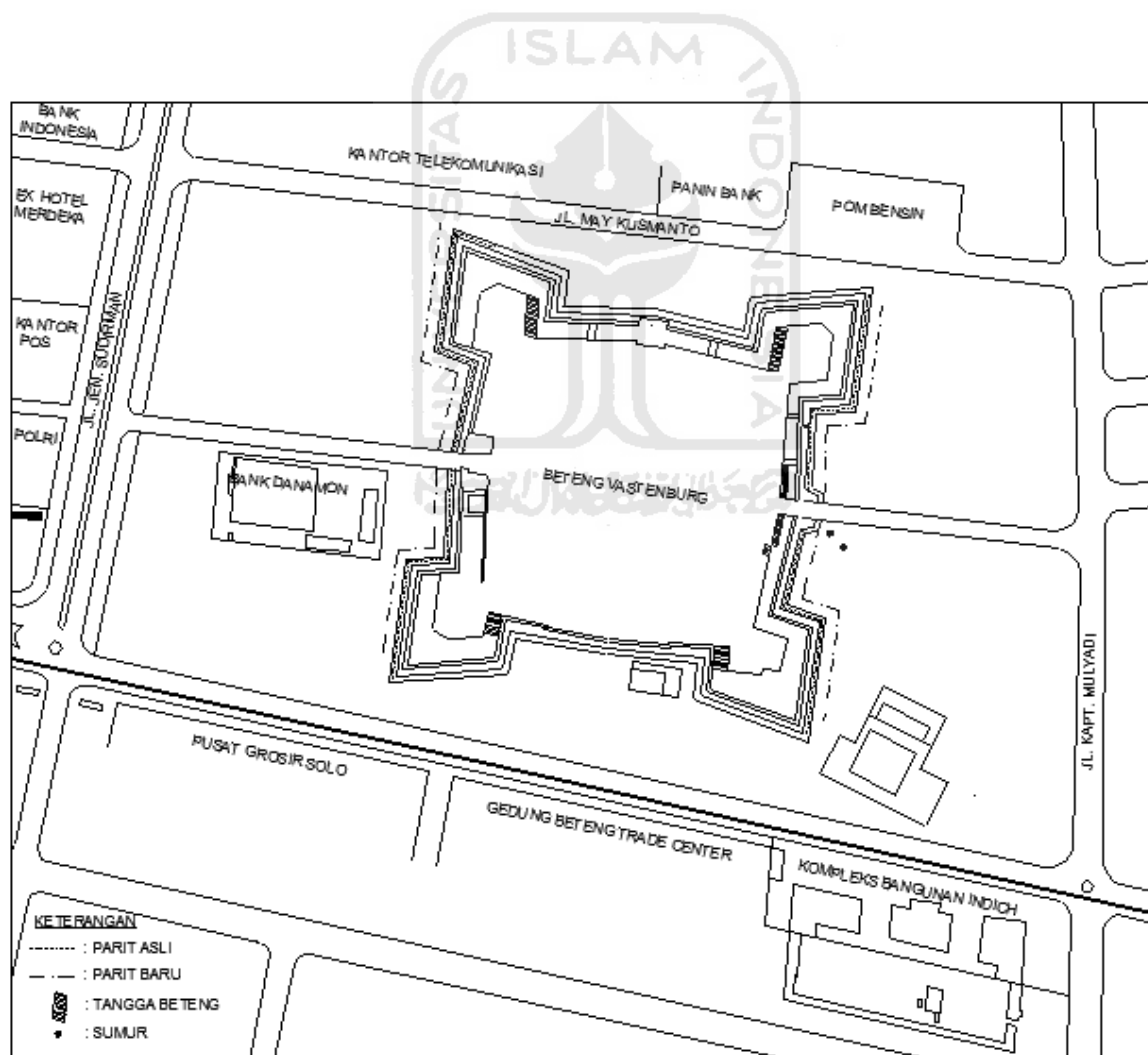 ISLAM
UNIVERSITAS
INDONESIA
BANK
INDONESIA
KANTOR TELEKOMUNIKASI
PANIN BANK
POMBENSIN
EX HOTEL
MERDEKA
JL. MAY KUSMANTO
KANTOR
POS
JL. JEN. SUDIRMAN
POLRI
BANK DANAMON
BETENG VASTENBURG
JL. KAPT. MULYADI
PUSAT GROSIR SOLO
GEDUNG BETENG TRADE CENTER
KOMPLEKS BANGUNAN INDICH
KETERANGAN
: PARIT ASLI
: PARIT BARU
: TANGGA BETENG
: SUMUR